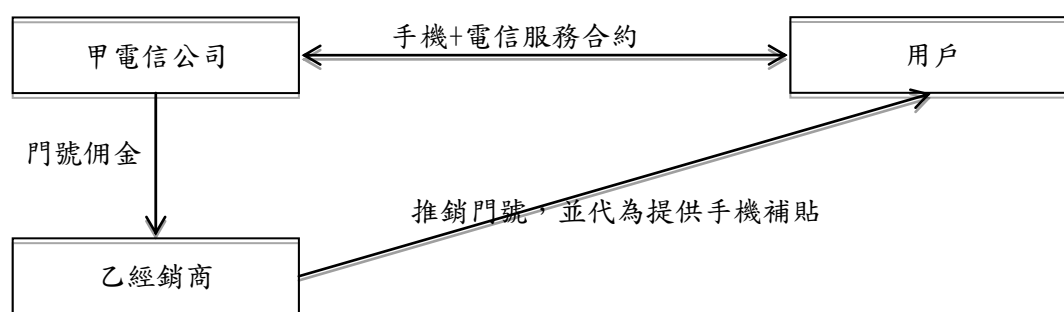 甲電信公司
手機+電信服務合約
用戶
門號佣金
推銷門號，並代為提供手機補貼
乙經銷商